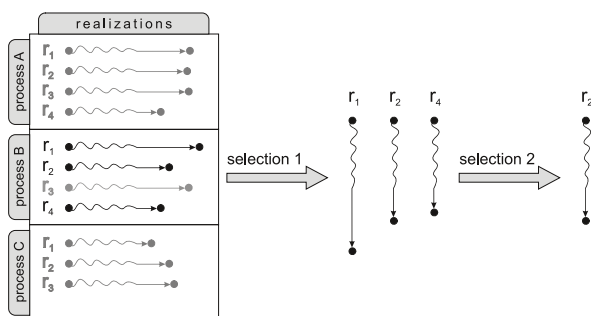 realizations
process A
r1
r2
r3
r4
process B
r1
r2
r3
r4
process C
r1
r2
r3
selection 1
r1 r2 r4
selection 2
r2